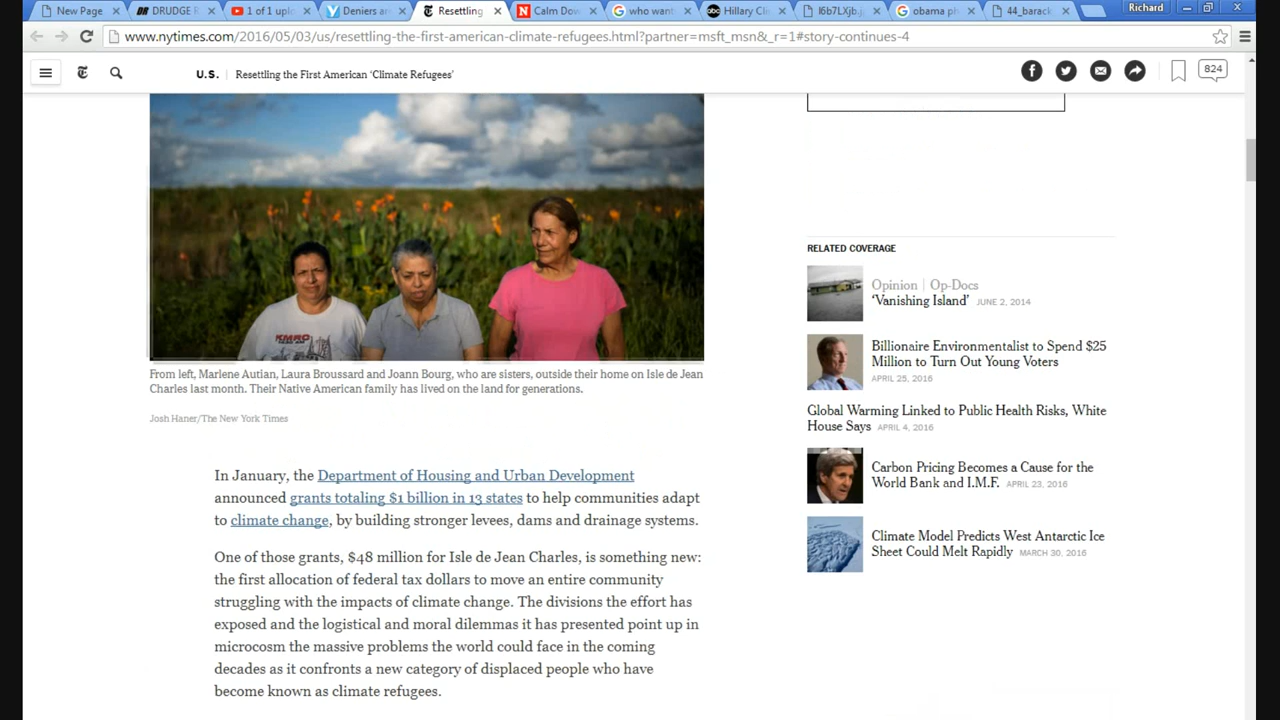 New Page
DRUDGE R
1 of 1 uplo
Deniers an
Resettling
Calm Dow
who want
Hillary Cl
I6b7LXjb.j
obama ph
44_barack
Richard
www.nytimes.com/2016/05/03/us/resettling-the-first-american-climate-refugees.html?partner=msft_msn&_r=1#story-continues-4
U.S. | Resettling the First American 'Climate Refugees'
824
KMRC
From left, Marlene Autian, Laura Broussard and Joann Bourg, who are sisters, outside their home on Isle de Jean
Charles last month. Their Native American family has lived on the land for generations.
Josh Haner/The New York Times
In January, the Department of Housing and Urban Development
announced grants totaling $1 billion in 13 states to help communities adapt
to climate change, by building stronger levees, dams and drainage systems.
One of those grants, $48 million for Isle de Jean Charles, is something new:
the first allocation of federal tax dollars to move an entire community
struggling with the impacts of climate change. The divisions the effort has
exposed and the logistical and moral dilemmas it has presented point up in
microcosm the massive problems the world could face in the coming
decades as it confronts a new category of displaced people who have
become known as climate refugees.
RELATED COVERAGE
Opinion | Op-Docs
'Vanishing Island' JUNE 2, 2014
Billionaire Environmentalist to Spend $25
Million to Turn Out Young Voters
APRIL 25, 2016
Global Warming Linked to Public Health Risks, White
House Says APRIL 4, 2016
Carbon Pricing Becomes a Cause for the
World Bank and I.M.F. APRIL 23, 2016
Climate Model Predicts West Antarctic Ice
Sheet Could Melt Rapidly MARCH 30, 2016